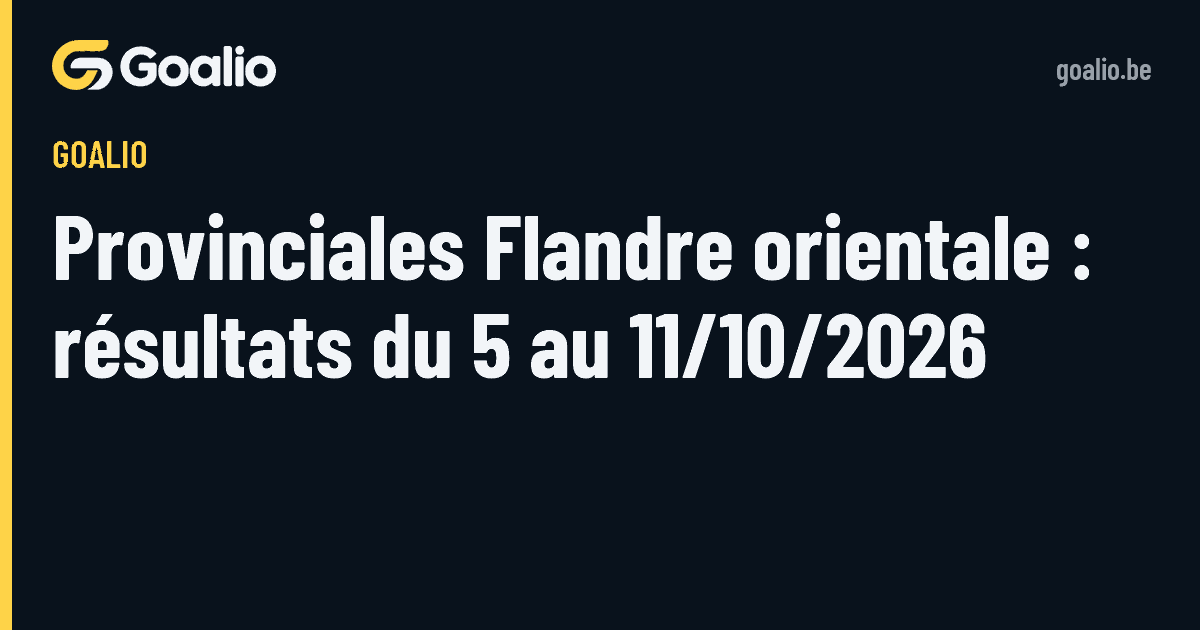 Goalio
goalio.be
GOALIO
Provinciales Flandre orientale :
résultats du 5 au 11/10/2026